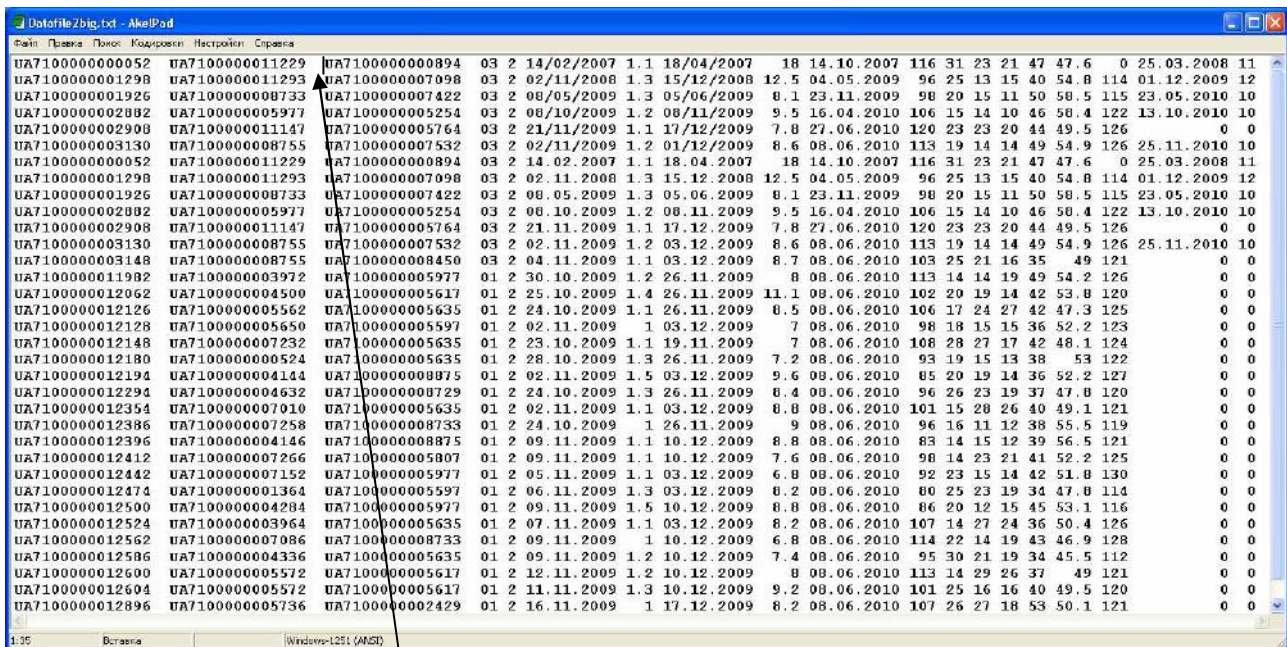 Datafile2big.txt - AkelPad
Файл Правка Поиск Кодировки Настройки Справка
UA7100000000052 UA7100000011229 UA7100000000894 03 2 14/02/2007 1.1 18/04/2007 18 14.10.2007 116 31 23 21 47 47.6 0 25.03.2008 11
UA7100000001298 UA7100000011293 UA7100000007098 03 2 02/11/2008 1.3 15/12/2008 12.5 04.05.2009 96 25 13 15 40 54.8 114 01.12.2009 12
UA7100000001926 UA7100000008733 UA7100000007422 03 2 08/05/2009 1.3 05/06/2009 8.1 23.11.2009 98 20 15 11 50 58.5 115 23.05.2010 10
UA7100000002882 UA7100000005977 UA7100000005254 03 2 08/10/2009 1.2 08/11/2009 9.5 16.04.2010 106 15 14 10 46 58.4 122 13.10.2010 10
UA7100000002908 UA7100000011147 UA7100000005764 03 2 21/11/2009 1.1 17/12/2009 7.8 27.06.2010 120 23 23 20 44 49.5 126 0 0
UA7100000003130 UA7100000008755 UA7100000007532 03 2 02/11/2009 1.2 01/12/2009 8.6 08.06.2010 113 19 14 14 49 54.9 126 25.11.2010 10
UA7100000000052 UA7100000011229 UA7100000000894 03 2 14.02.2007 1.1 18.04.2007 18 14.10.2007 116 31 23 21 47 47.6 0 25.03.2008 11
UA7100000001298 UA7100000011293 UA7100000007098 03 2 02.11.2008 1.3 15.12.2008 12.5 04.05.2009 96 25 13 15 40 54.8 114 01.12.2009 12
UA7100000001926 UA7100000008733 UA7100000007422 03 2 08.05.2009 1.3 05.06.2009 8.1 23.11.2009 98 20 15 11 50 58.5 115 23.05.2010 10
UA7100000002882 UA7100000005977 UA7100000005254 03 2 08.10.2009 1.2 08.11.2009 9.5 16.04.2010 106 15 14 10 46 58.4 122 13.10.2010 10
UA7100000002908 UA7100000011147 UA7100000005764 03 2 21.11.2009 1.1 17.12.2009 7.8 27.06.2010 120 23 23 20 44 49.5 126 0 0
UA7100000003130 UA7100000008755 UA7100000007532 03 2 02.11.2009 1.2 03.12.2009 8.6 08.06.2010 113 19 14 14 49 54.9 126 25.11.2010 10
UA7100000003148 UA7100000008755 UA7100000008450 03 2 04.11.2009 1.1 03.12.2009 8.7 08.06.2010 103 25 21 16 35 49 121 0 0
UA7100000011982 UA7100000003972 UA7100000005977 01 2 30.10.2009 1.2 26.11.2009 8 08.06.2010 113 14 14 19 49 54.2 126 0 0
UA7100000012062 UA7100000004500 UA7100000005617 01 2 25.10.2009 1.4 26.11.2009 11.1 08.06.2010 102 20 19 14 42 53.8 120 0 0
UA7100000012126 UA7100000005562 UA7100000005635 01 2 24.10.2009 1.1 26.11.2009 8.5 08.06.2010 106 17 24 27 42 47.3 125 0 0
UA7100000012128 UA7100000005650 UA7100000005597 01 2 02.11.2009 1 03.12.2009 7 08.06.2010 98 18 15 15 36 52.2 123 0 0
UA7100000012148 UA7100000007232 UA7100000005635 01 2 23.10.2009 1.1 19.11.2009 7 08.06.2010 108 28 27 17 42 48.1 124 0 0
UA7100000012180 UA7100000000524 UA7100000005635 01 2 28.10.2009 1.3 26.11.2009 7.2 08.06.2010 93 19 15 13 38 53 122 0 0
UA7100000012194 UA7100000004144 UA7100000008875 01 2 02.11.2009 1.5 03.12.2009 9.6 08.06.2010 85 20 19 14 36 52.2 127 0 0
UA7100000012294 UA7100000004632 UA7100000008729 01 2 24.10.2009 1.3 26.11.2009 8.4 08.06.2010 96 26 23 19 37 47.8 120 0 0
UA7100000012354 UA7100000007010 UA7100000005635 01 2 02.11.2009 1.1 03.12.2009 8.8 08.06.2010 101 15 28 26 40 49.1 121 0 0
UA7100000012386 UA7100000007258 UA7100000008733 01 2 24.10.2009 1 26.11.2009 9 08.06.2010 96 16 11 12 38 55.5 119 0 0
UA7100000012396 UA7100000004146 UA7100000008875 01 2 09.11.2009 1.1 10.12.2009 8.8 08.06.2010 83 14 15 12 39 56.5 121 0 0
UA7100000012412 UA7100000007266 UA7100000005807 01 2 09.11.2009 1.1 10.12.2009 7.6 08.06.2010 98 14 23 21 41 52.2 125 0 0
UA7100000012442 UA7100000007152 UA7100000005977 01 2 05.11.2009 1.1 03.12.2009 6.8 08.06.2010 92 23 15 14 42 51.8 130 0 0
UA7100000012474 UA7100000001364 UA7100000005597 01 2 06.11.2009 1.3 03.12.2009 8.2 08.06.2010 80 25 23 19 34 47.8 114 0 0
UA7100000012500 UA7100000004284 UA7100000005977 01 2 09.11.2009 1.5 10.12.2009 8.8 08.06.2010 86 20 12 15 45 53.1 116 0 0
UA7100000012524 UA7100000003964 UA7100000005635 01 2 07.11.2009 1.1 03.12.2009 8.2 08.06.2010 107 14 27 24 36 50.4 126 0 0
UA7100000012562 UA7100000007086 UA7100000008733 01 2 09.11.2009 1 10.12.2009 6.8 08.06.2010 114 22 14 19 43 46.9 128 0 0
UA7100000012586 UA7100000004336 UA7100000005635 01 2 09.11.2009 1.2 10.12.2009 7.4 08.06.2010 95 30 21 19 34 45.5 112 0 0
UA7100000012600 UA7100000005572 UA7100000005617 01 2 12.11.2009 1.2 10.12.2009 8 08.06.2010 113 14 29 26 37 49 121 0 0
UA7100000012604 UA7100000005572 UA7100000005617 01 2 11.11.2009 1.3 10.12.2009 9.2 08.06.2010 101 25 16 16 40 49.5 120 0 0
UA7100000012896 UA7100000005736 UA7100000002429 01 2 16.11.2009 1 17.12.2009 8.2 08.06.2010 107 26 27 18 53 50.1 121 0 0
1:35 Вставка Windows-1251 (ANSI)